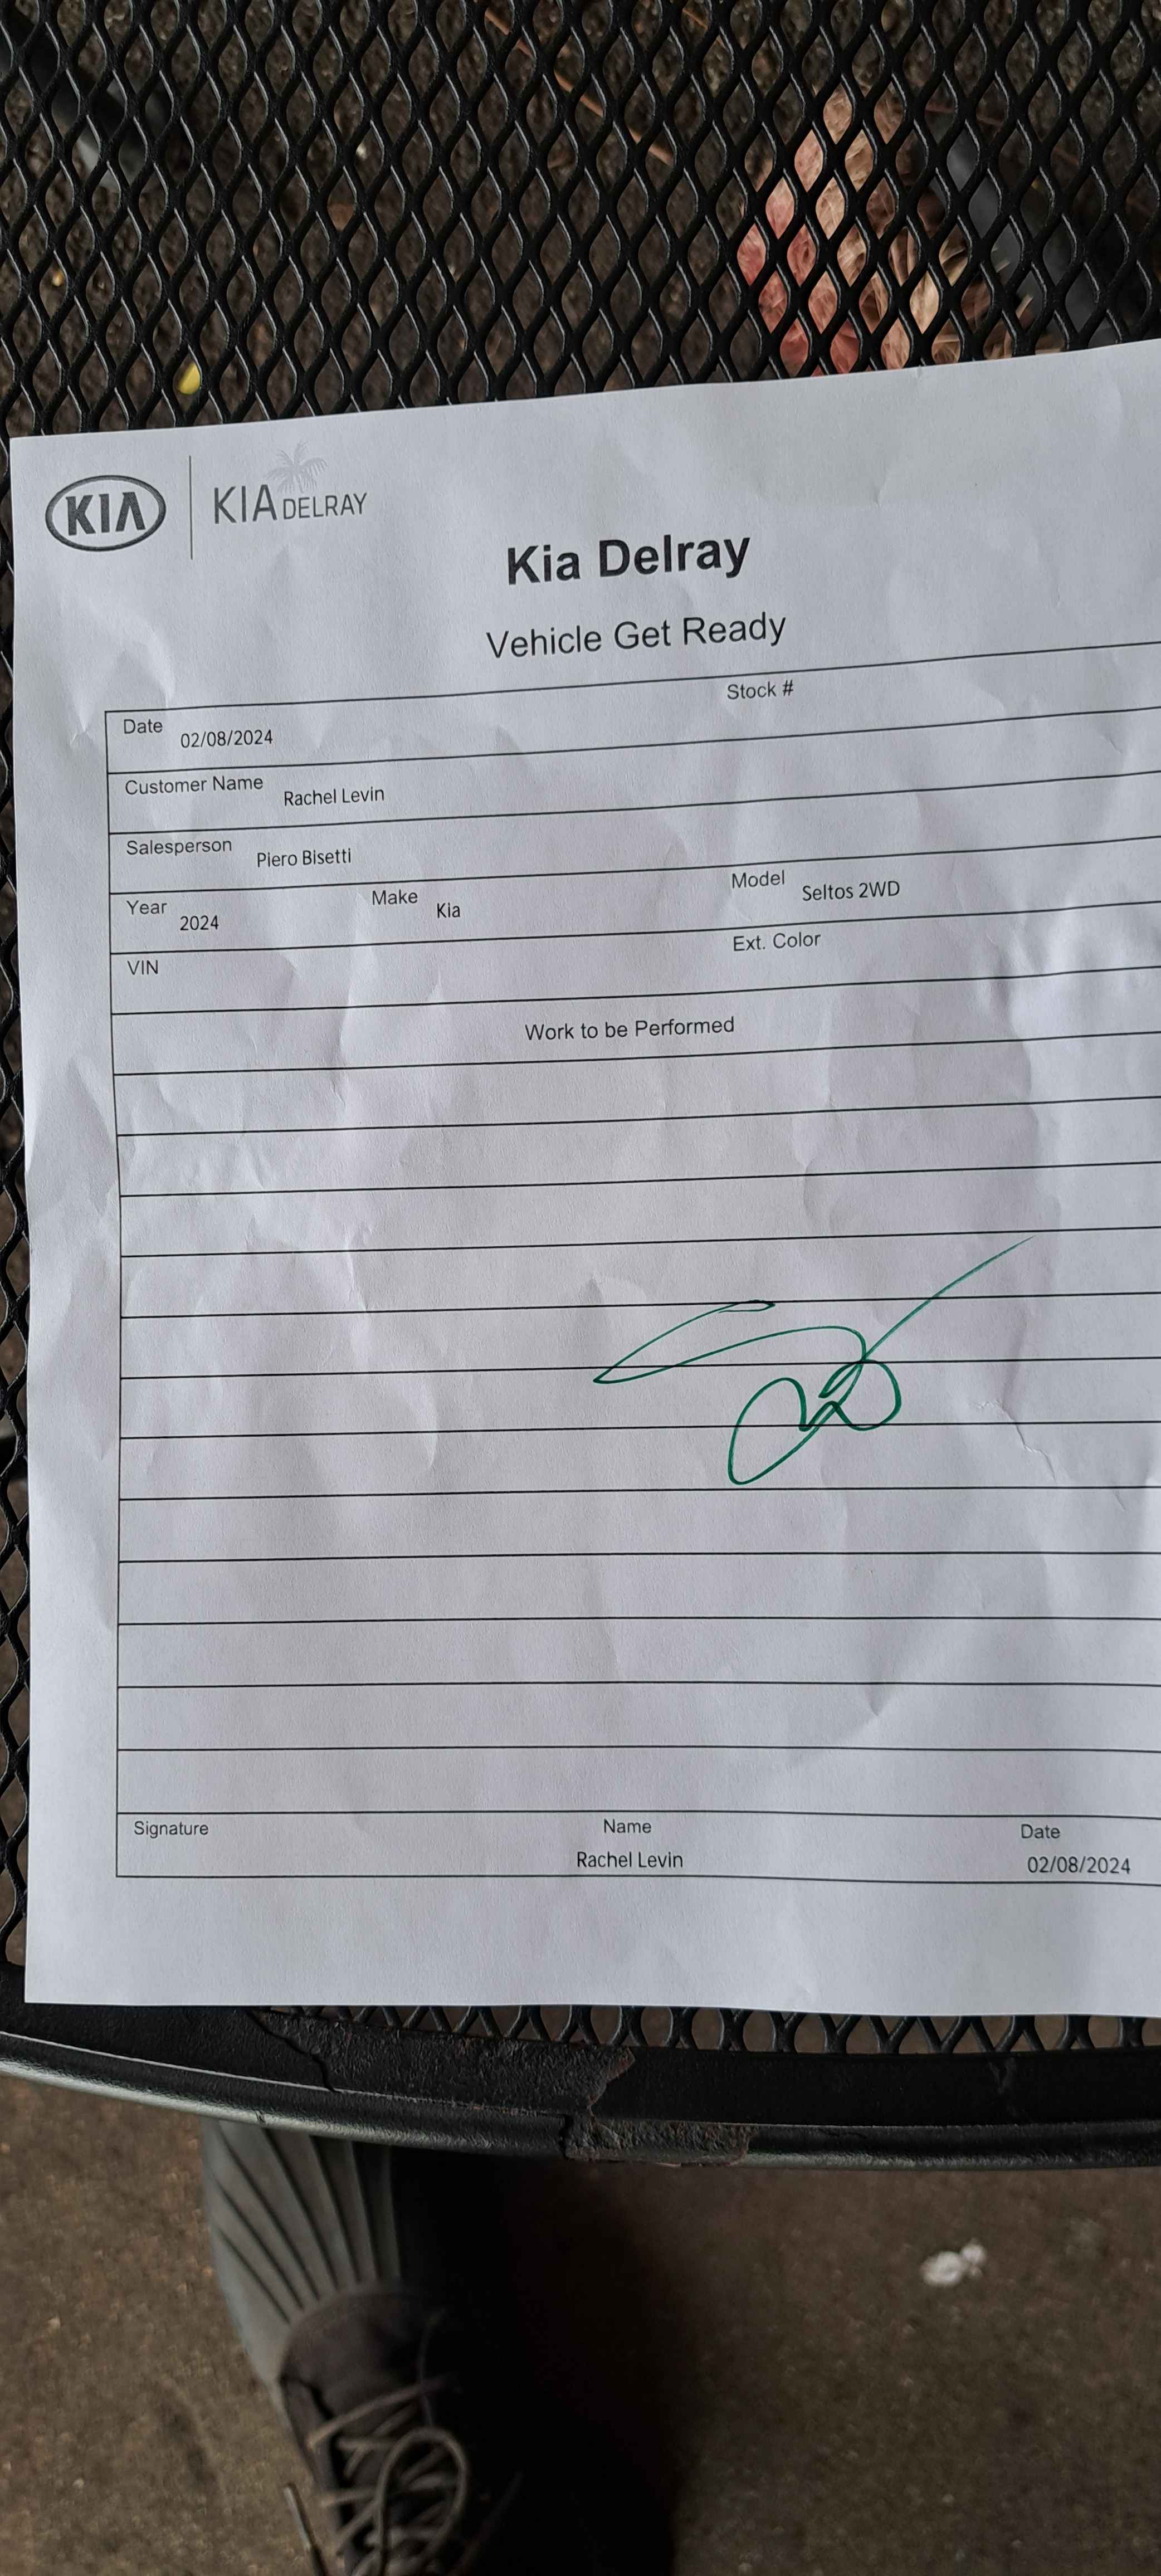 KIA KIA DELRAY
Kia Delray
Vehicle Get Ready
Date 02/08/2024 Stock #
Customer Name Rachel Levin
Salesperson Piero Bisetti
Year 2024 Make Kia Model Seltos 2WD
VIN Ext. Color
Work to be Performed
Signature Name Date
Rachel Levin 02/08/2024